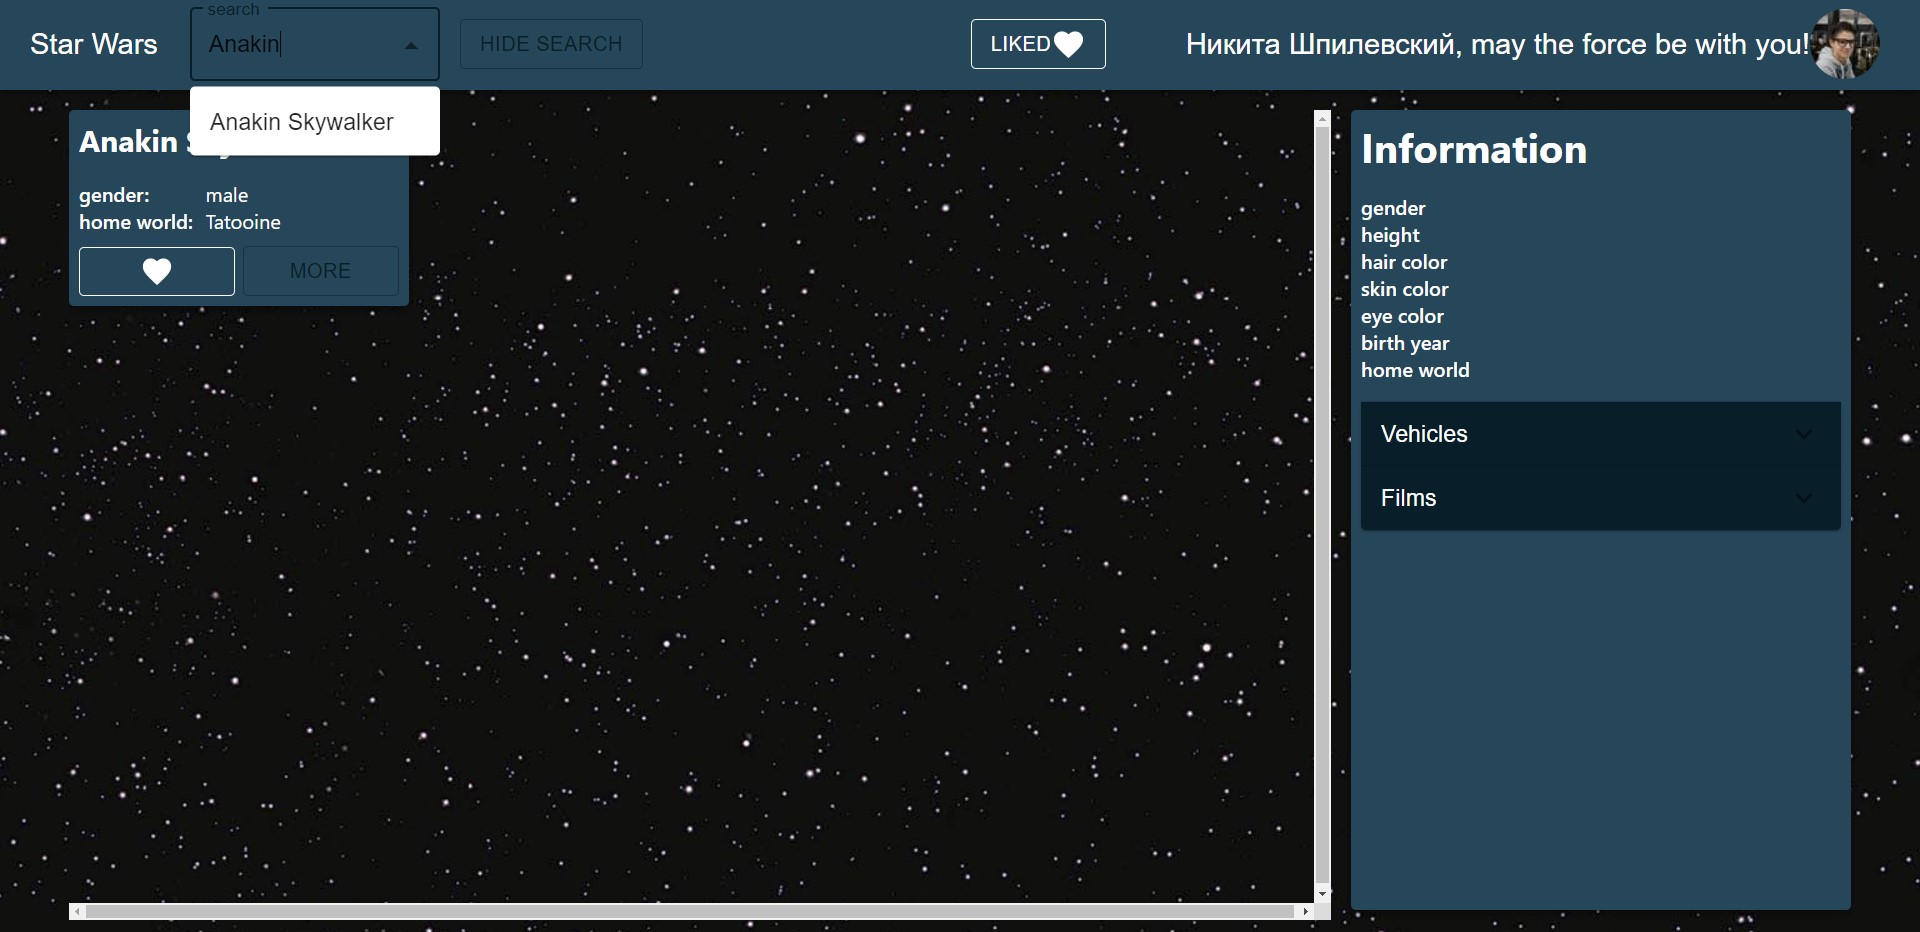 search
Star Wars
Anakin
HIDE SEARCH
LIKED
Никита Шпилевский, may the force be with you!
Anakin Skywalker
Anakin
gender: male
home world: Tatooine
MORE
Information
gender
height
hair color
skin color
eye color
birth year
home world
Vehicles
Films